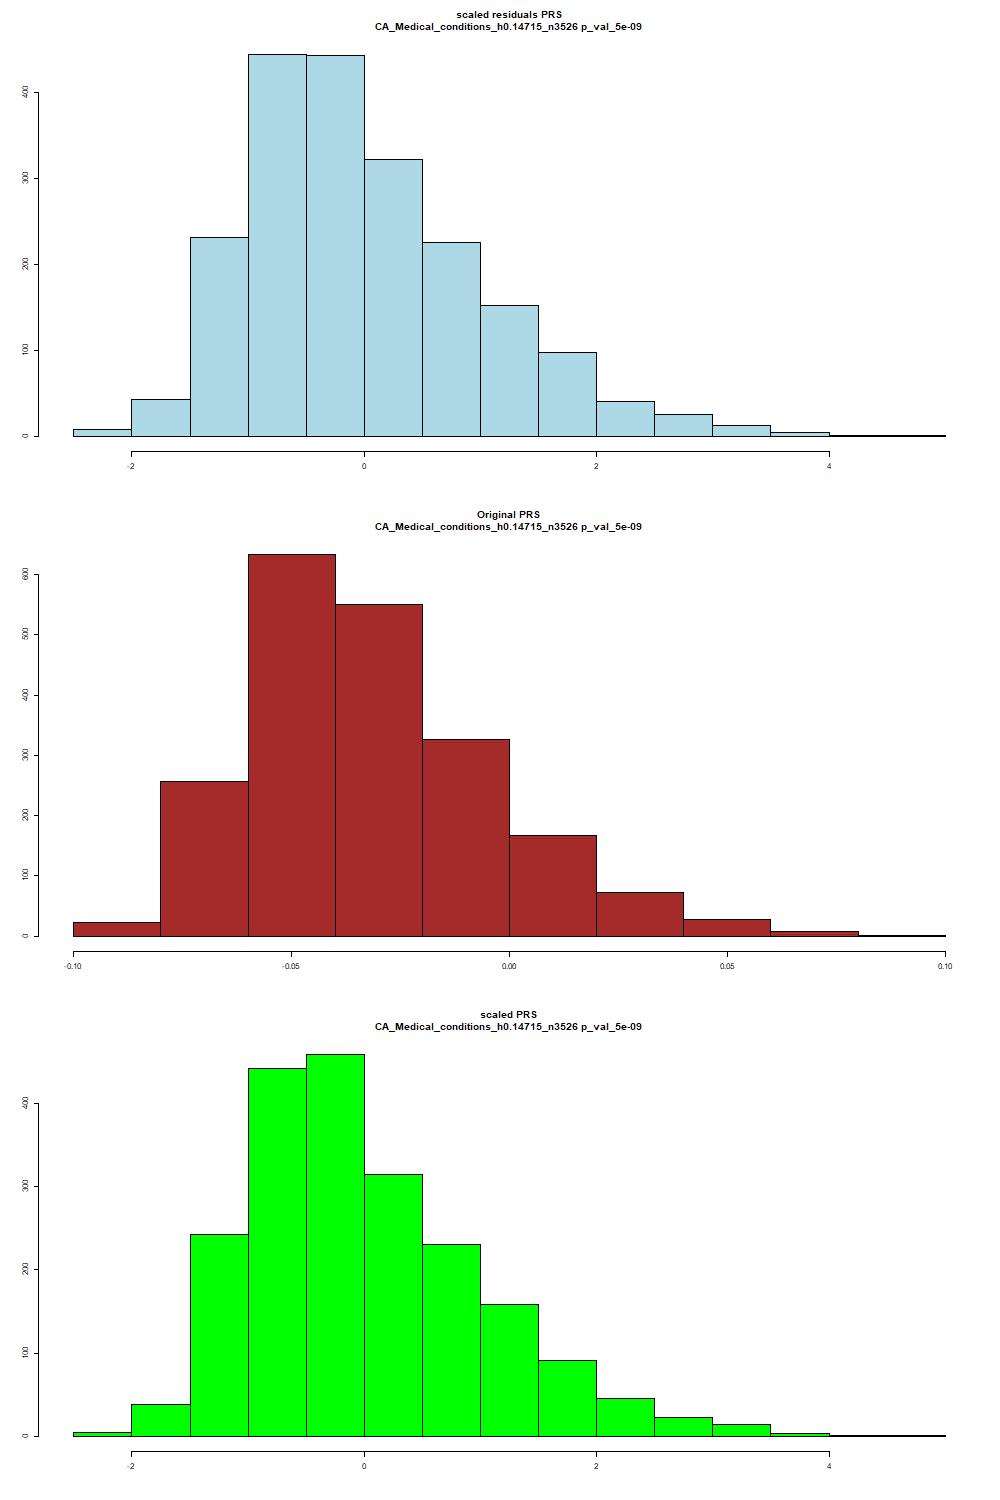 scaled residuals PRS
CA_Medical_conditions_h0.14715_n3526 p_val_5e-09
400
300
200
100
0
-2 0 2 4
Original PRS
CA_Medical_conditions_h0.14715_n3526 p_val_5e-09
600
500
400
300
200
100
0
-0.10 -0.05 0.00 0.05 0.10
scaled PRS
CA_Medical_conditions_h0.14715_n3526 p_val_5e-09
400
300
200
100
0
-2 0 2 4